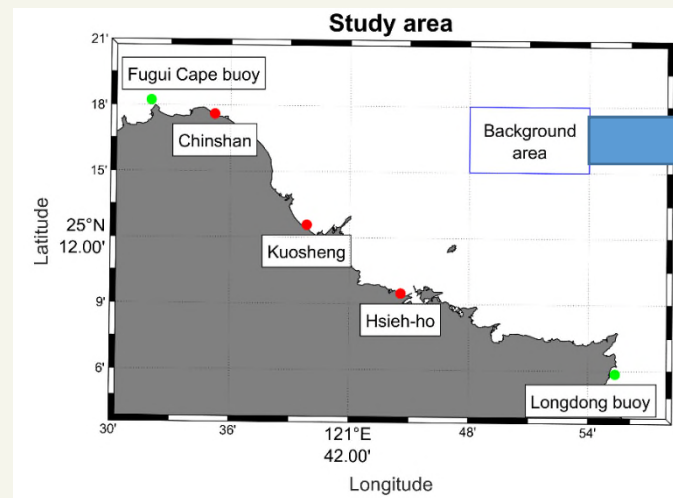 Study area
21'
Fugui Cape buoy
18'
Chinshan
Background
area
15'
25°N
12.00'
Latitude
Kuosheng
9'
Hsieh-ho
6'
Longdong buoy
30'
36'
121°E
42.00'
48'
54'
Longitude